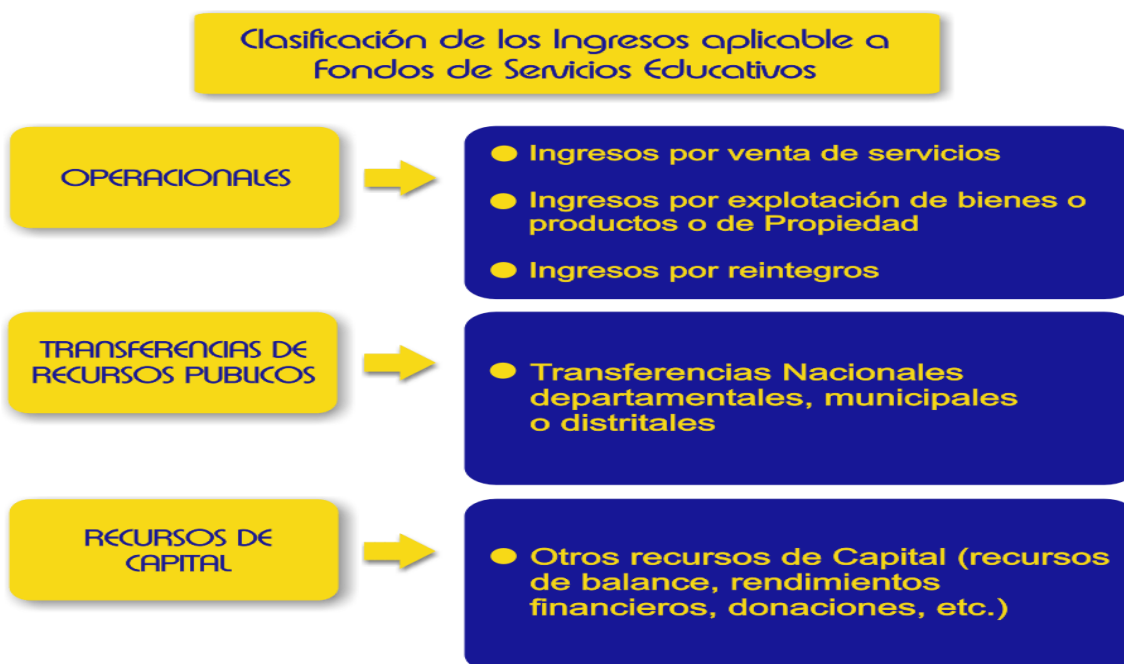 Clasificación de los Ingresos aplicable a
Fondos de Servicios Educativos
OPERACIONALES
● Ingresos por venta de servicios
● Ingresos por explotación de bienes o
productos o de Propiedad
● Ingresos por reintegros
TRANSFERENCIAS DE
RECURSOS PUBLICOS
● Transferencias Nacionales
departamentales, municipales
o distritales
RECURSOS DE
CAPITAL
● Otros recursos de Capital (recursos
de balance, rendimientos
financieros, donaciones, etc.)